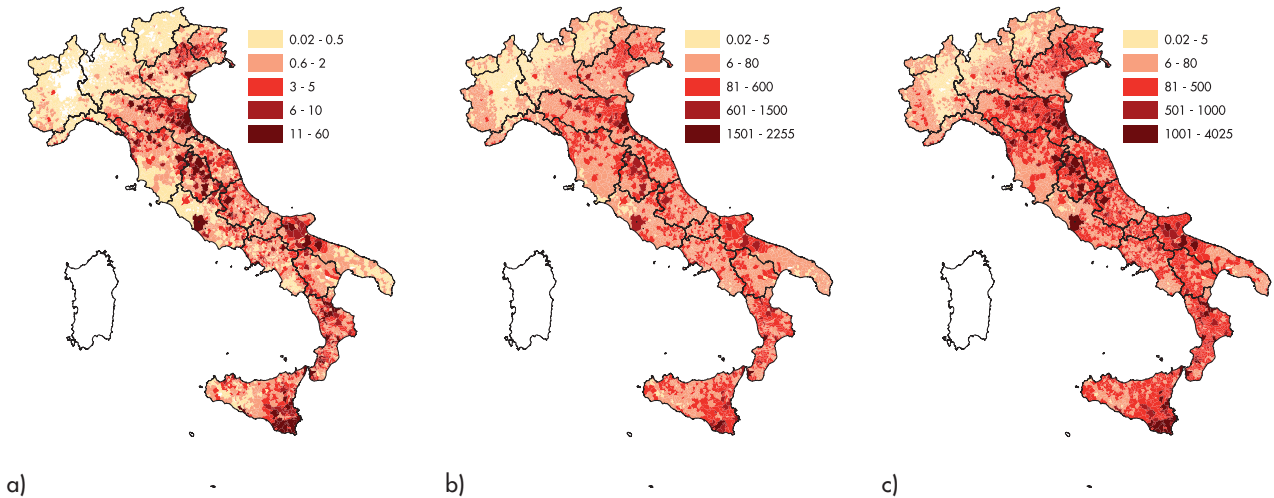 0.02 - 0.5
0.6 - 2
3 - 5
6 - 10
11 - 60
a)
0.02 - 5
6 - 80
81 - 600
601 - 1500
1501 - 2255
b)
0.02 - 5
6 - 80
81 - 500
501 - 1000
1001 - 4025
c)